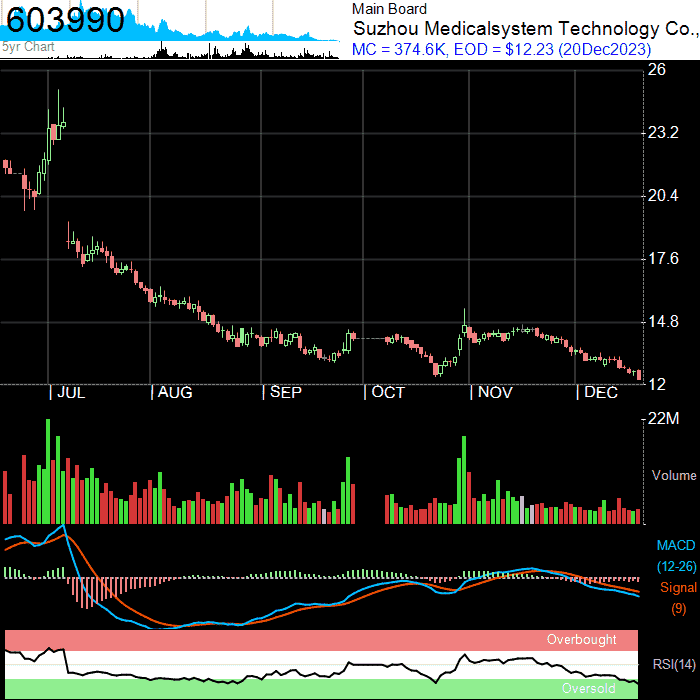 603990
5yr Chart
Main Board
Suzhou Medicalsystem Technology Co.,
MC = 374.6K, EOD = $12.23 (20Dec2023)
26
23.2
20.4
17.6
14.8
12
JUL AUG SEP OCT NOV DEC
22M
Volume
MACD
(12-26)
Signal
(9)
Overbought
RSI(14)
Oversold